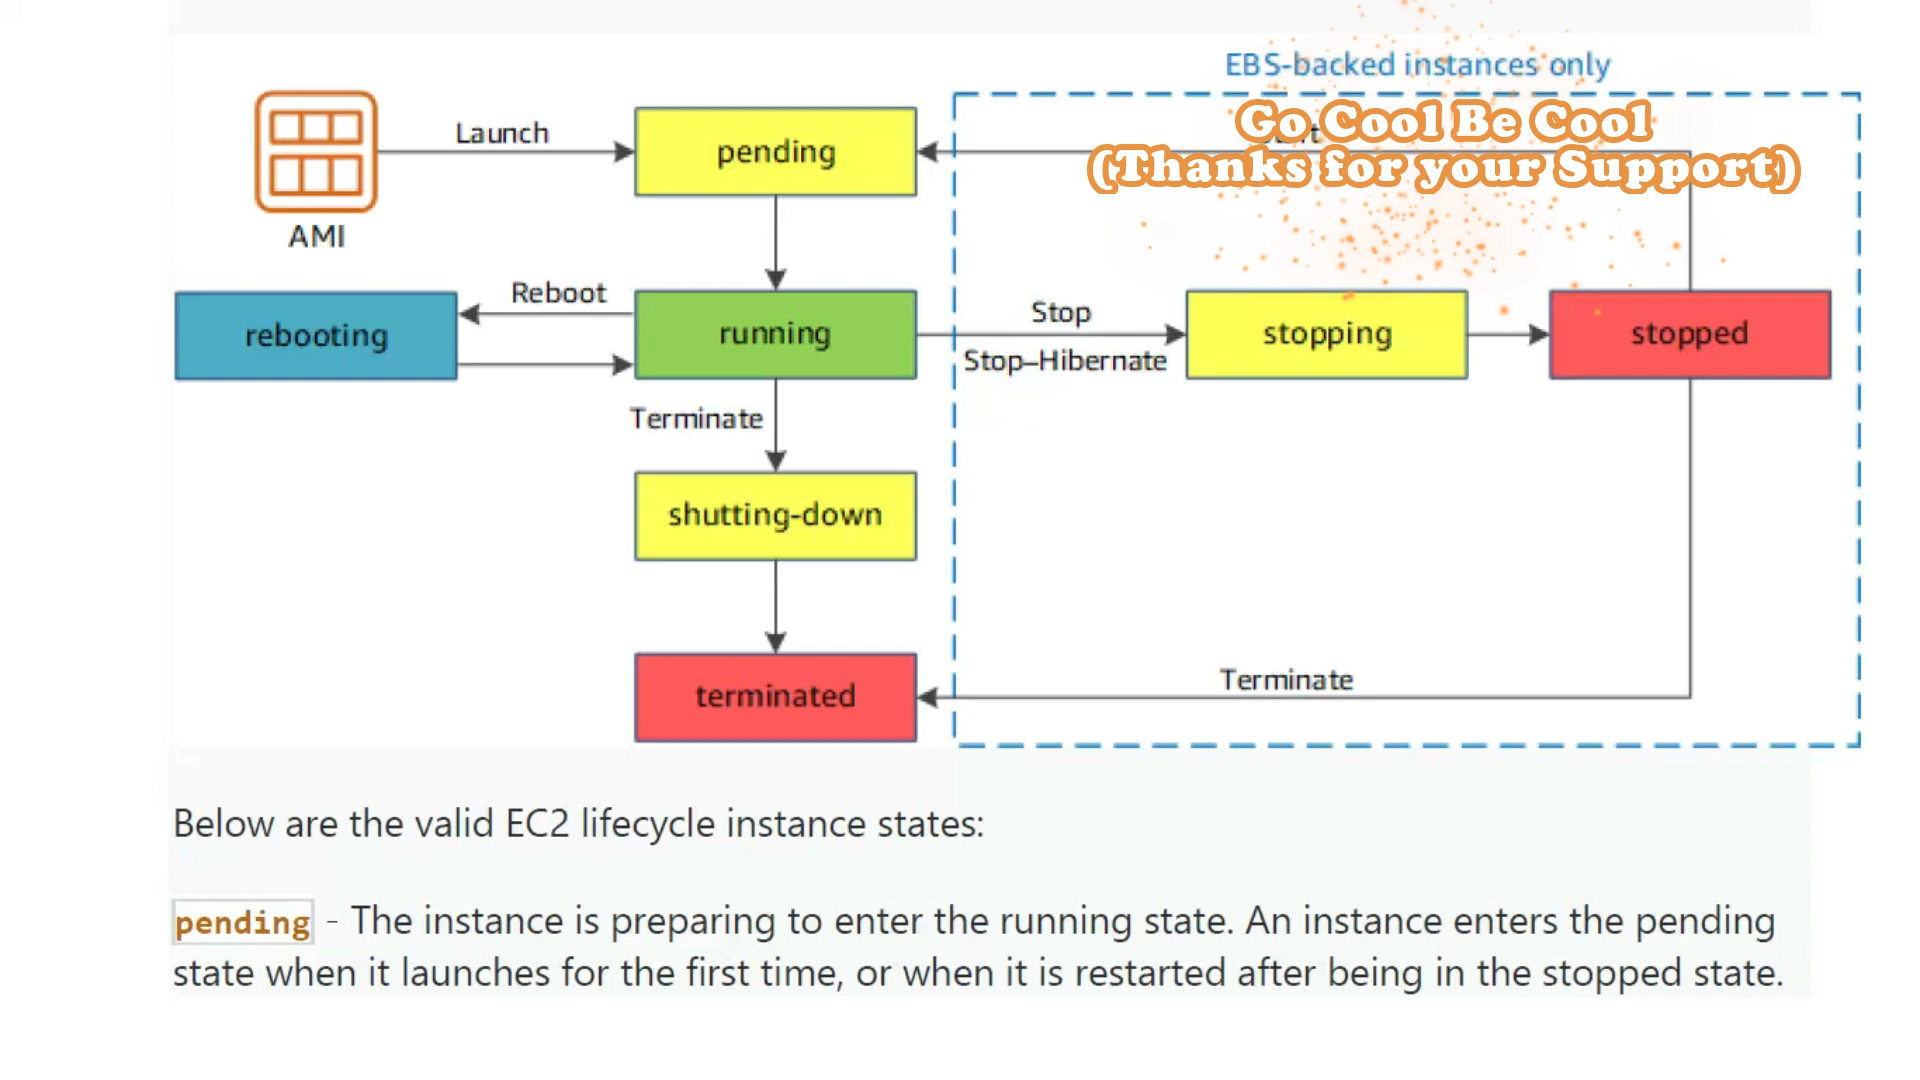 EBS-backed instances only
Go Cool Be Cool
(Thanks for your Support)
Launch
pending
AMI
Reboot
rebooting
running
Stop
Stop–Hibernate
stopping
stopped
Terminate
shutting-down
Terminate
terminated
Below are the valid EC2 lifecycle instance states:
pending - The instance is preparing to enter the running state. An instance enters the pending
state when it launches for the first time, or when it is restarted after being in the stopped state.